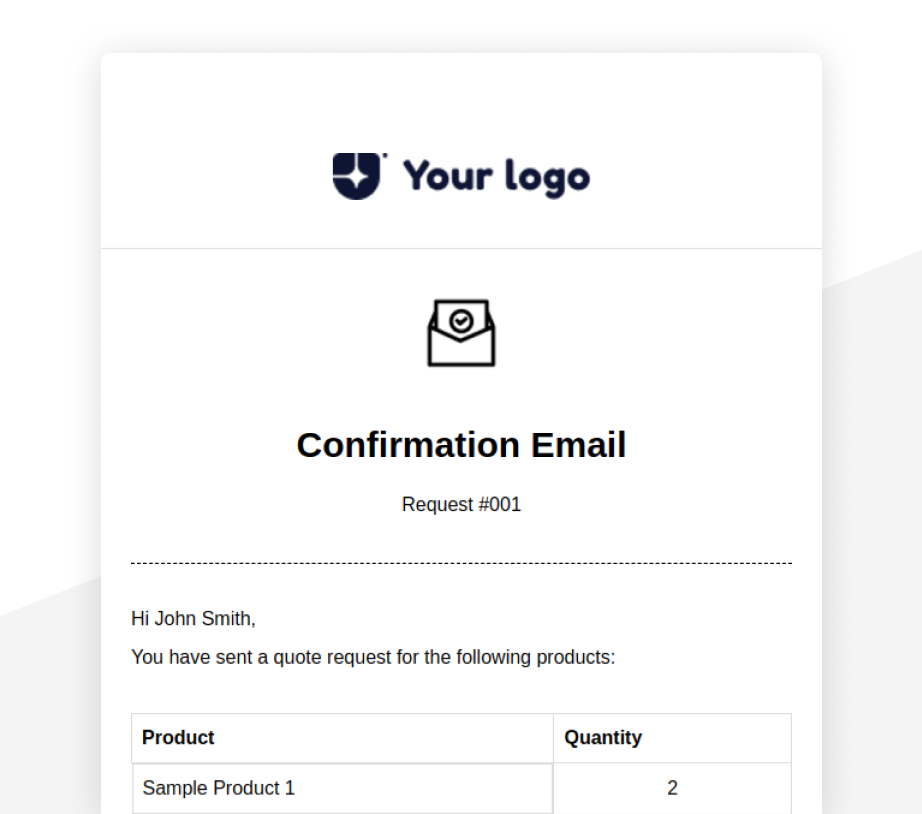 Your logo
Confirmation Email
Request #001
Hi John Smith,
You have sent a quote request for the following products:
Product Quantity
Sample Product 1 2